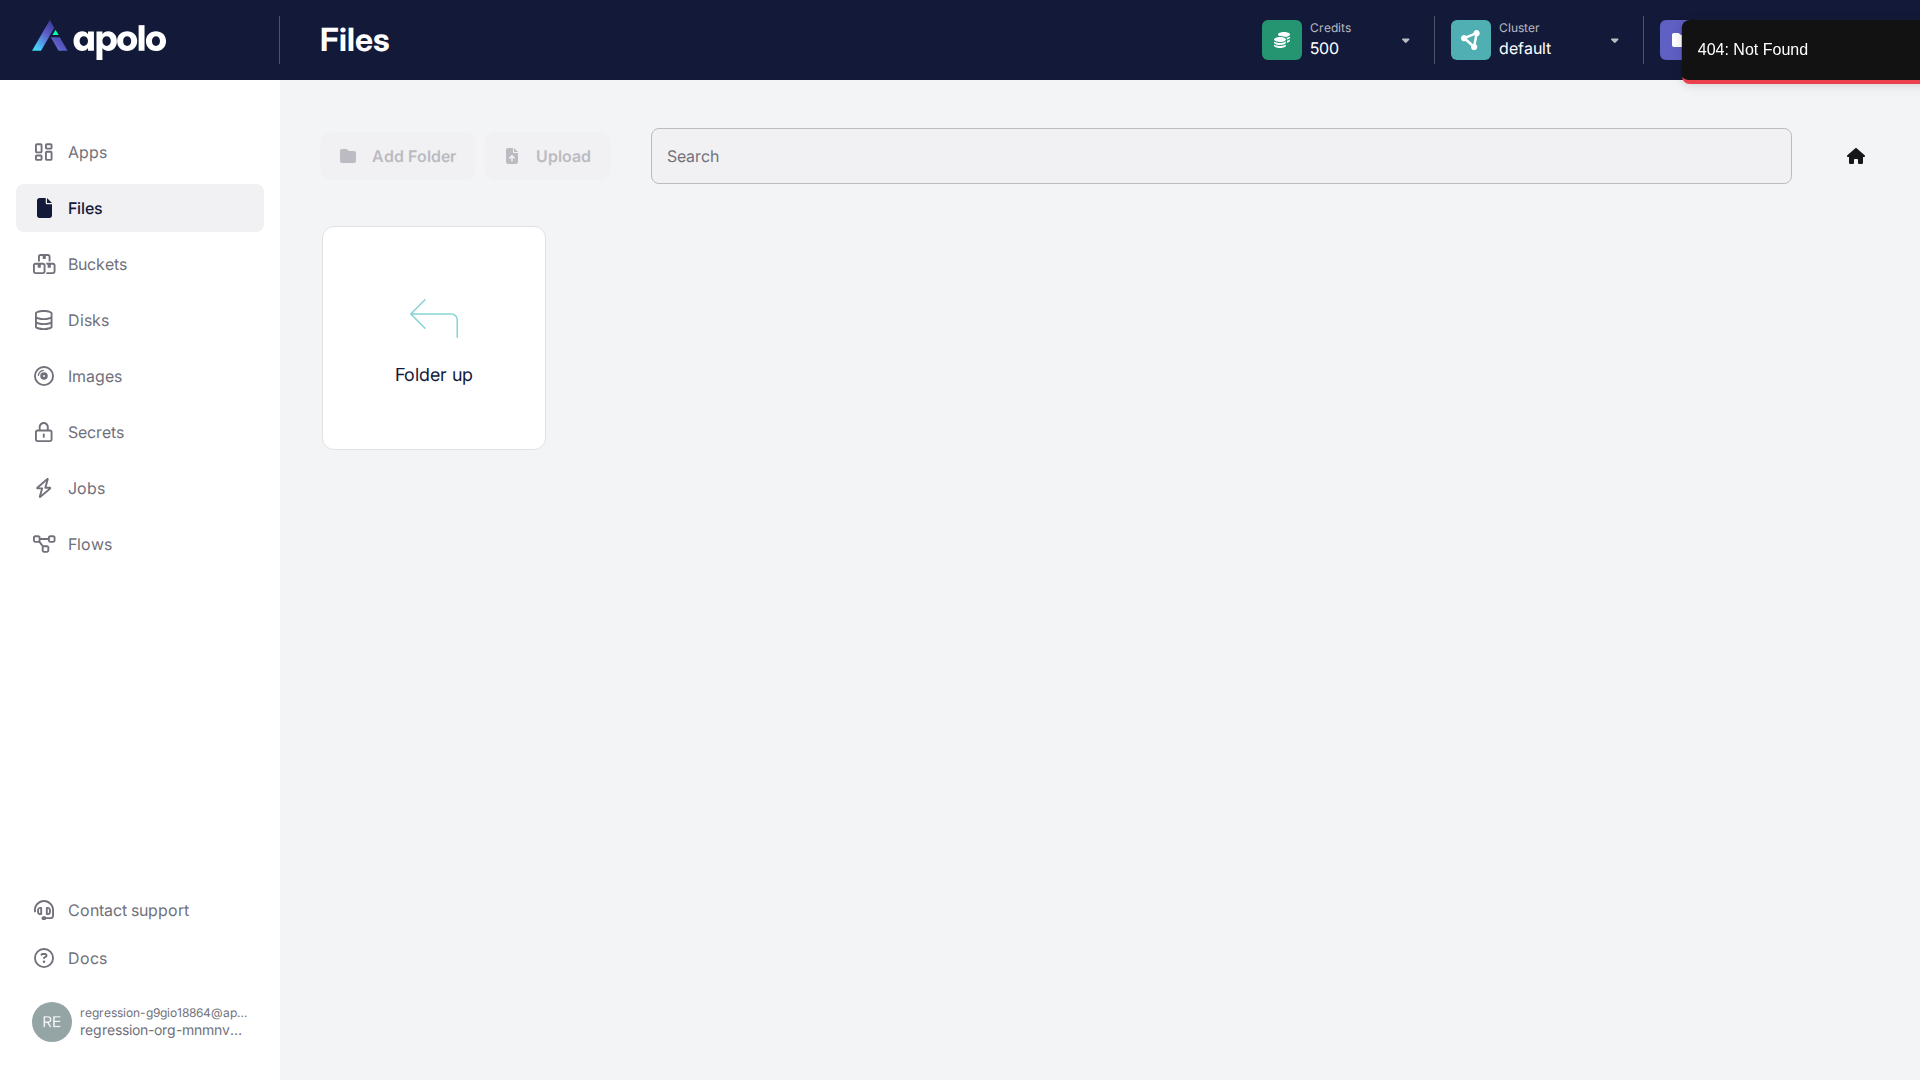 apolo
Files
Credits
500
Cluster
default
404: Not Found
Apps
Files
Buckets
Disks
Images
Secrets
Jobs
Flows
Add Folder
Upload
Search
Folder up
Contact support
Docs
RE
regression-g9gio18864@ap...
regression-org-mnmnv...